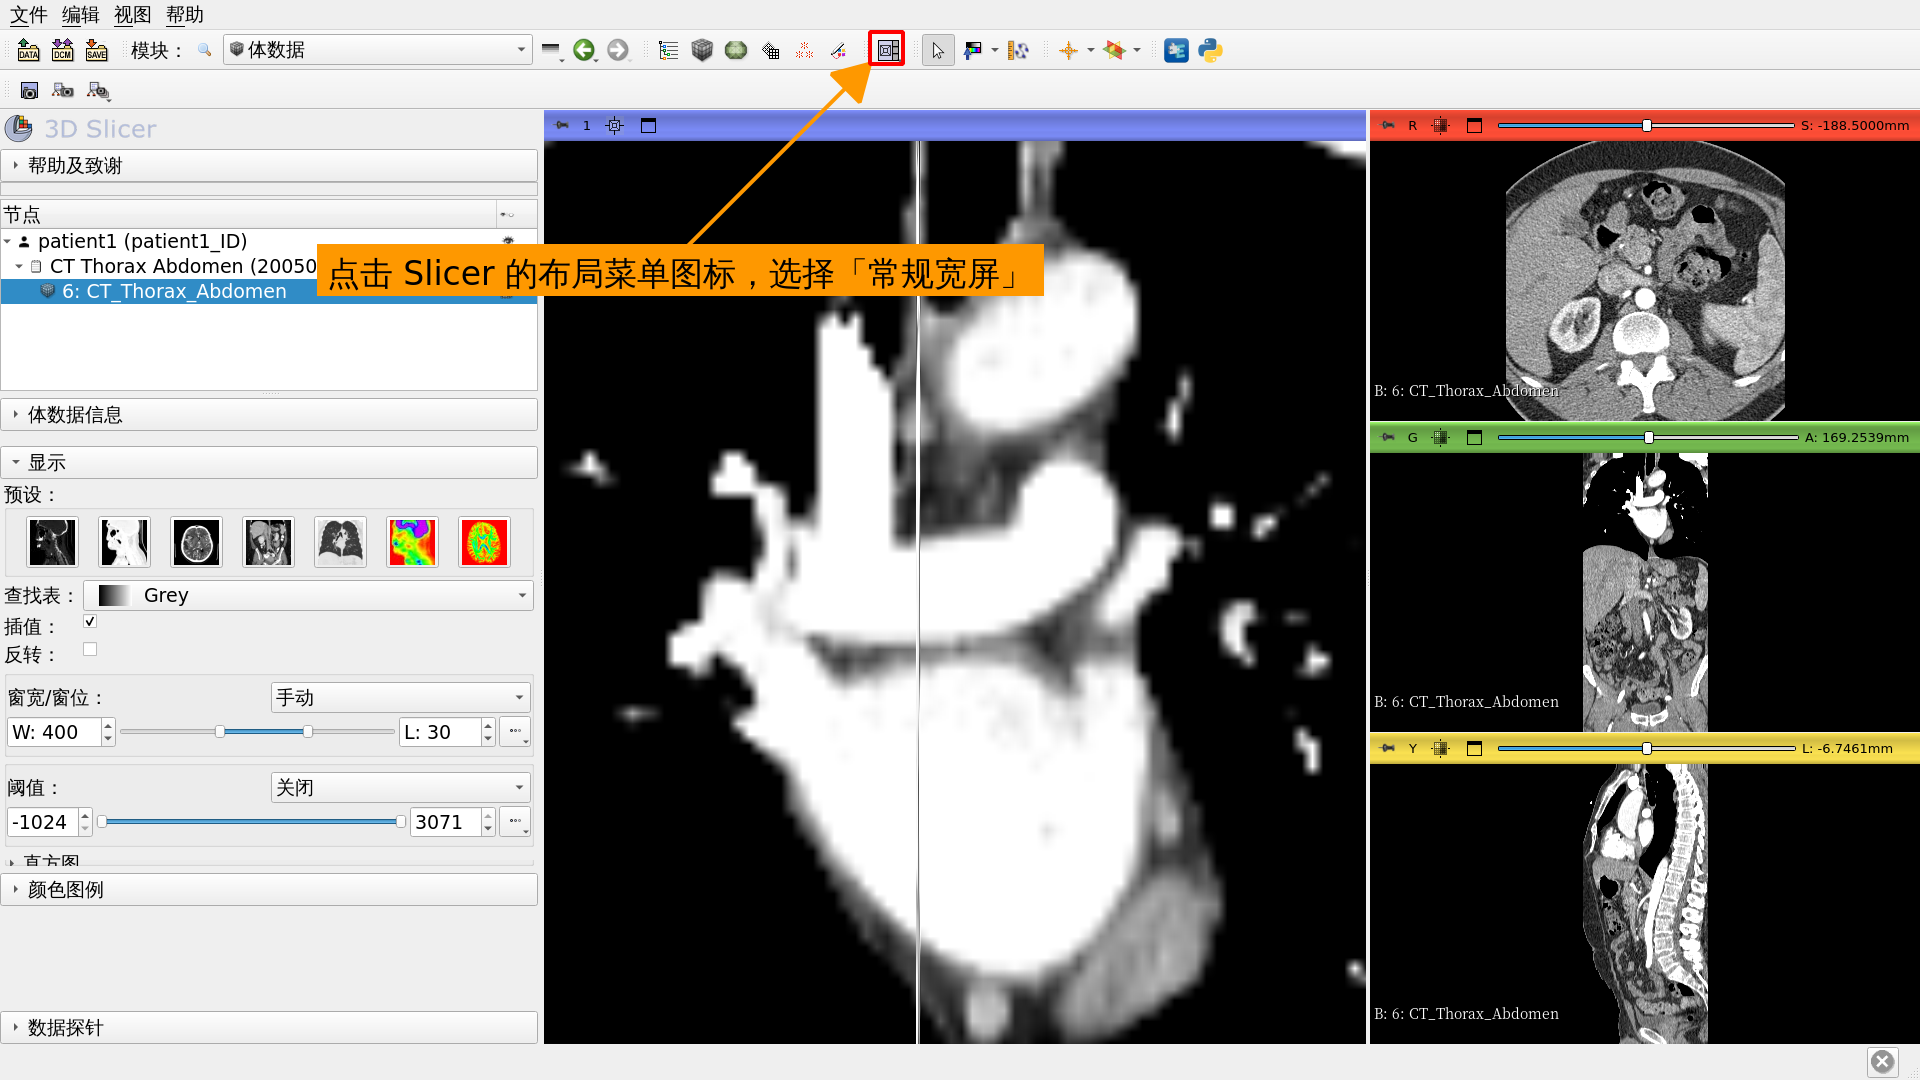 文件 编辑 视图 帮助
DATA DCM SAVE 模块： 体数据
3D Slicer
帮助及致谢
节点
patient1 (patient1_ID)
CT Thorax Abdomen (20050
6: CT_Thorax_Abdomen
点击 Slicer 的布局菜单图标，选择「常规宽屏」
体数据信息
显示
预设：
查找表： Grey
插值：
反转：
窗宽/窗位： 手动
W: 400 L: 30
阈值： 关闭
-1024 3071
直方图
颜色图例
数据探针
1
R S: -188.5000mm
B: 6: CT_Thorax_Abdomen
G A: 169.2539mm
B: 6: CT_Thorax_Abdomen
Y L: -6.7461mm
B: 6: CT_Thorax_Abdomen